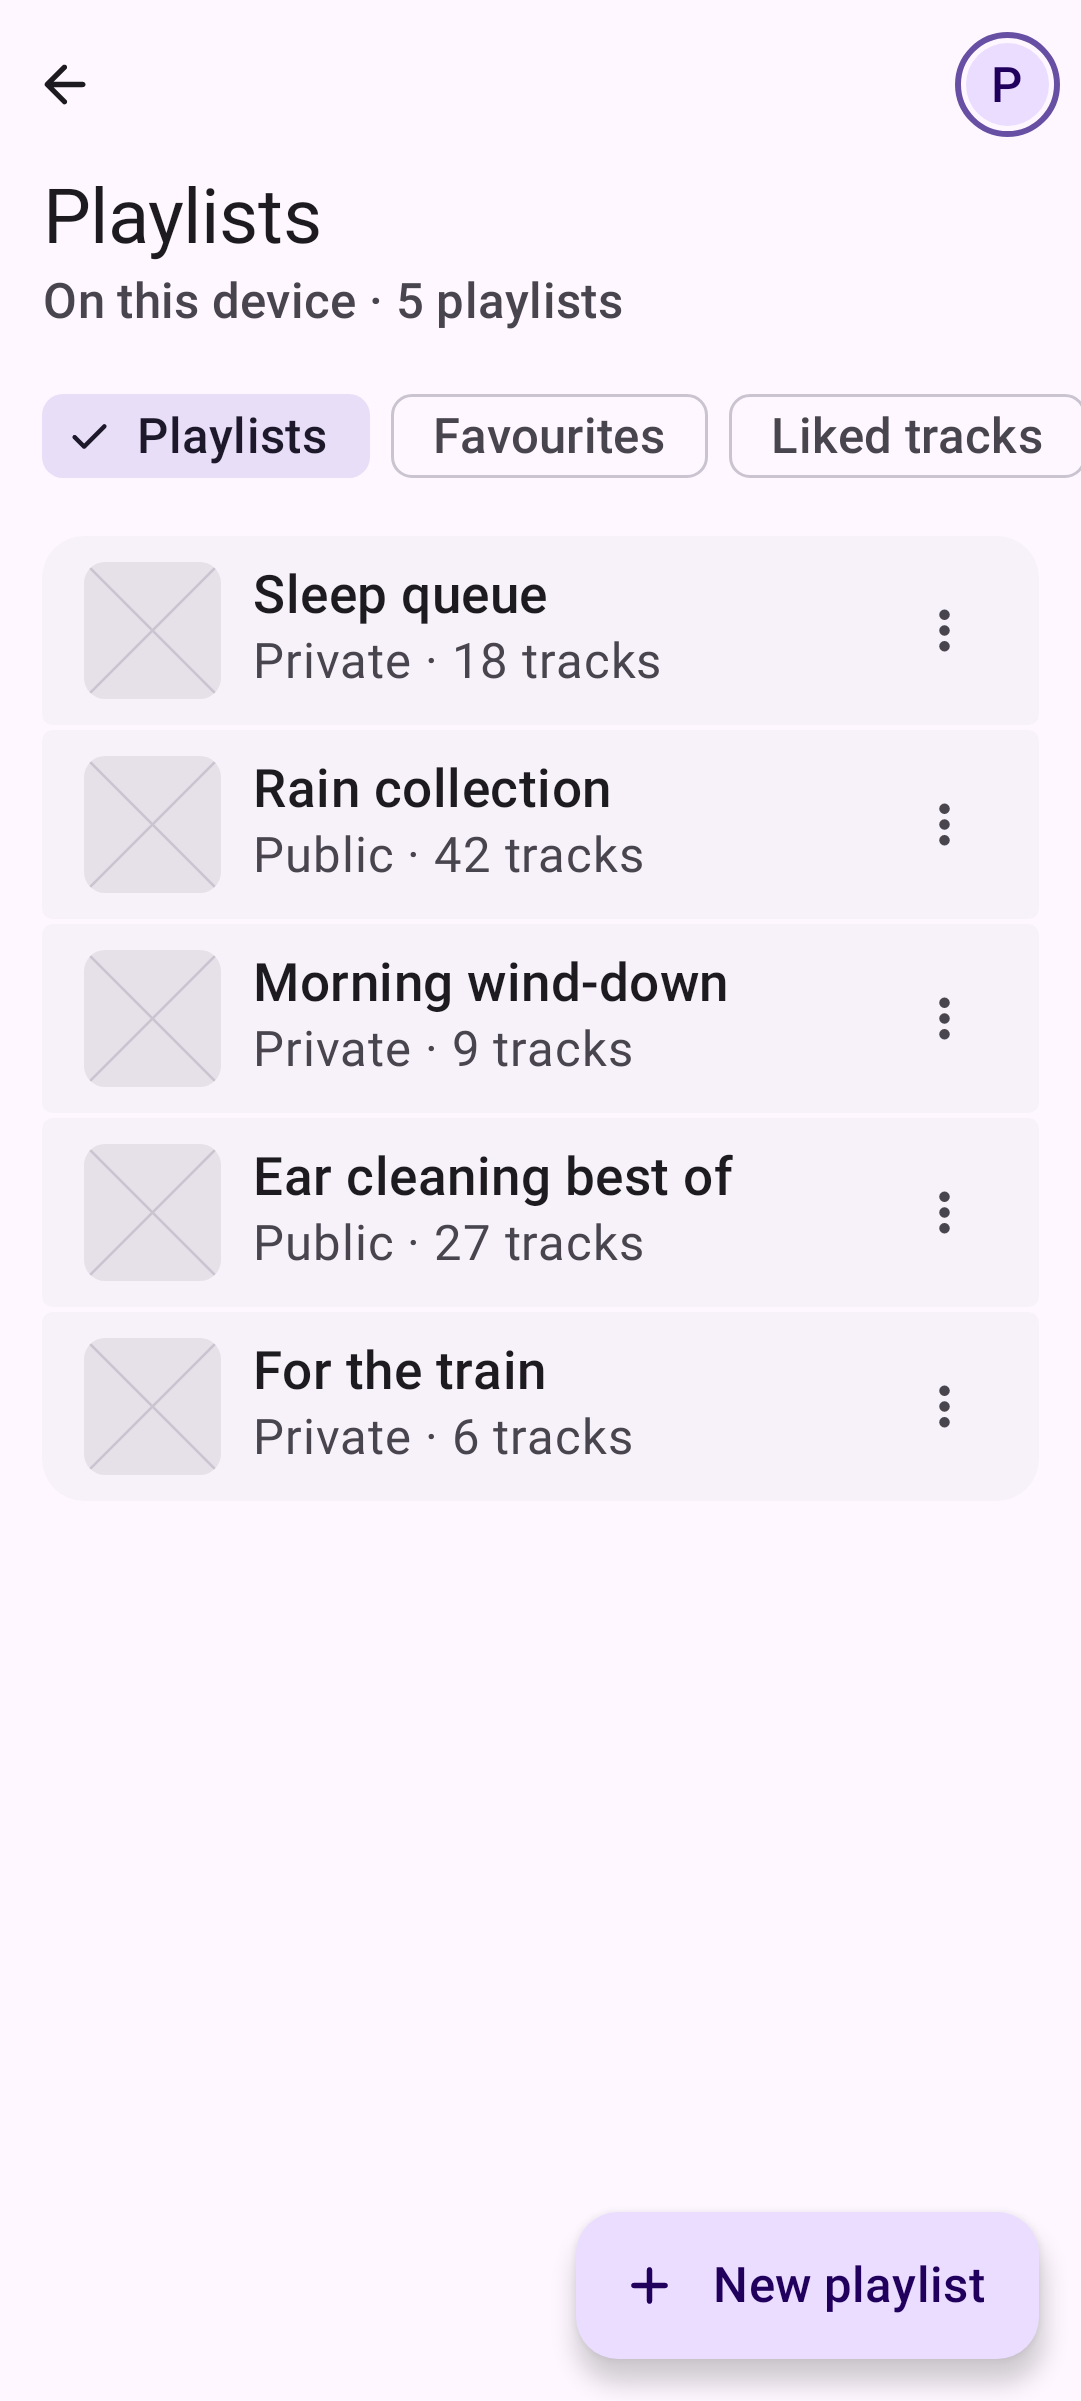 P
Playlists
On this device · 5 playlists
Playlists
Favourites
Liked tracks
Sleep queue
Private · 18 tracks
Rain collection
Public · 42 tracks
Morning wind-down
Private · 9 tracks
Ear cleaning best of
Public · 27 tracks
For the train
Private · 6 tracks
New playlist